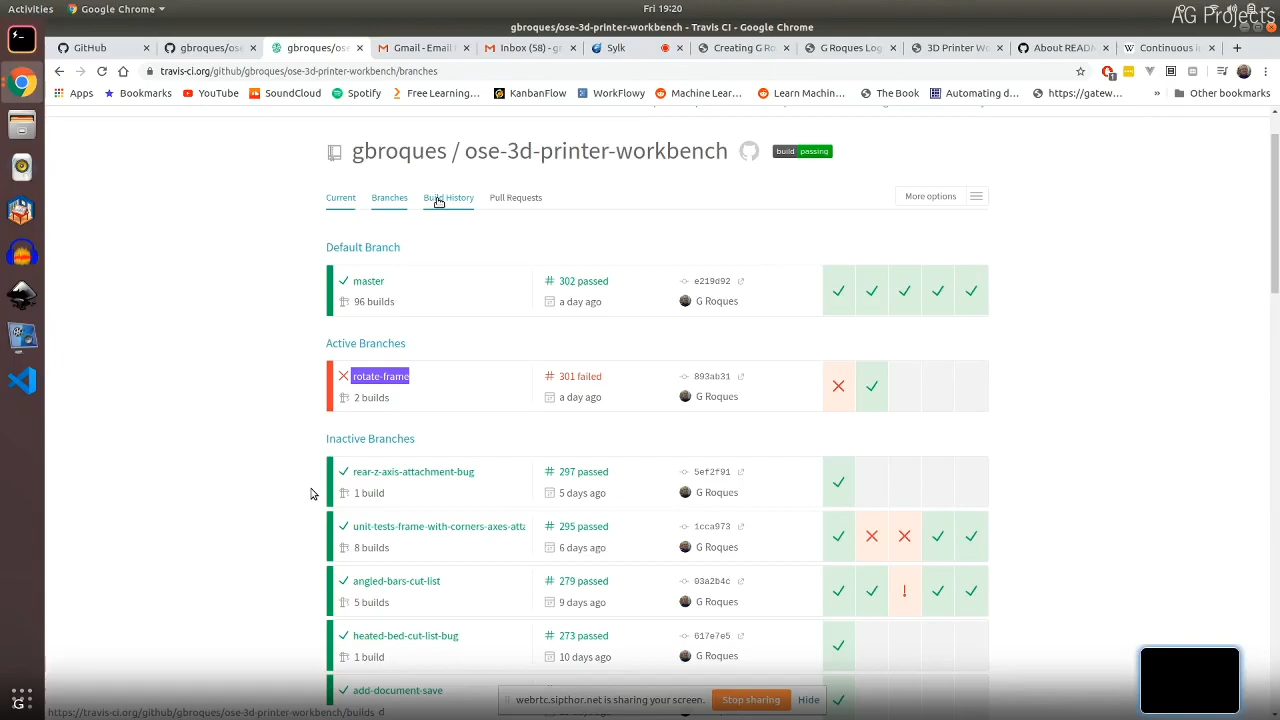 Activities
Google Chrome
Fri 19:20
AG Projects
gbroques/ose-3d-printer-workbench - Travis CI - Google Chrome
GitHub
gbroques/ose
gbroques/ose
Gmail - Email
Inbox (58) - g
Sylk
Creating G Ro
G Roques Log
3D Printer Wo
About READ
Continuous I
travis-ci.org/github/gbroques/ose-3d-printer-workbench/branches
Apps
Bookmarks
YouTube
SoundCloud
Spotify
Free Learning...
KanbanFlow
WorkFlowy
Machine Lear...
Learn Machin...
The Book
Automating d...
https://gatew...
»
Other bookmarks
gbroques / ose-3d-printer-workbench
build passing
Current
Branches
Build History
Pull Requests
More options
Default Branch
master
# 302 passed
e219d92
96 builds
a day ago
G Roques
Active Branches
rotate-frame
# 301 failed
893ab31
2 builds
a day ago
G Roques
Inactive Branches
rear-z-axis-attachment-bug
# 297 passed
5ef2f91
1 build
5 days ago
G Roques
unit-tests-frame-with-corners-axes-atta
# 295 passed
1cca973
8 builds
6 days ago
G Roques
angled-bars-cut-list
# 279 passed
03a2b4c
5 builds
9 days ago
G Roques
heated-bed-cut-list-bug
# 273 passed
617e7e5
1 build
10 days ago
G Roques
add-document-save
webrtc.sipthor.net is sharing your screen.
Stop sharing
Hide
https://travis-ci.org/github/gbroques/ose-3d-printer-workbench/builds